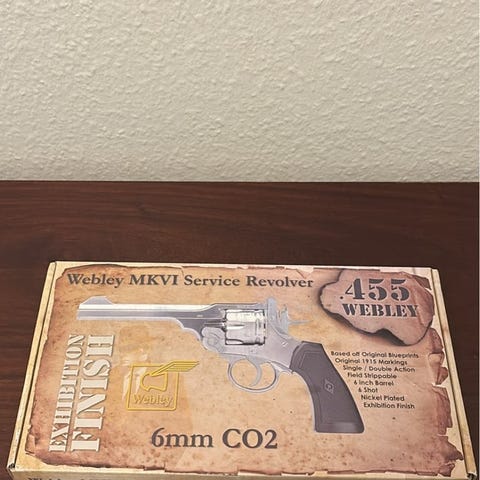 Webley MKVI Service Revolver
.455
WEBLEY
EXHIBITION
FINISH
Based off Original Blueprints
Original 1915 Markings
Single / Double Action
Field Strippable
6 inch Barrel
6 Shot
Nickel Plated
Exhibition Finish
Webley
6mm CO2